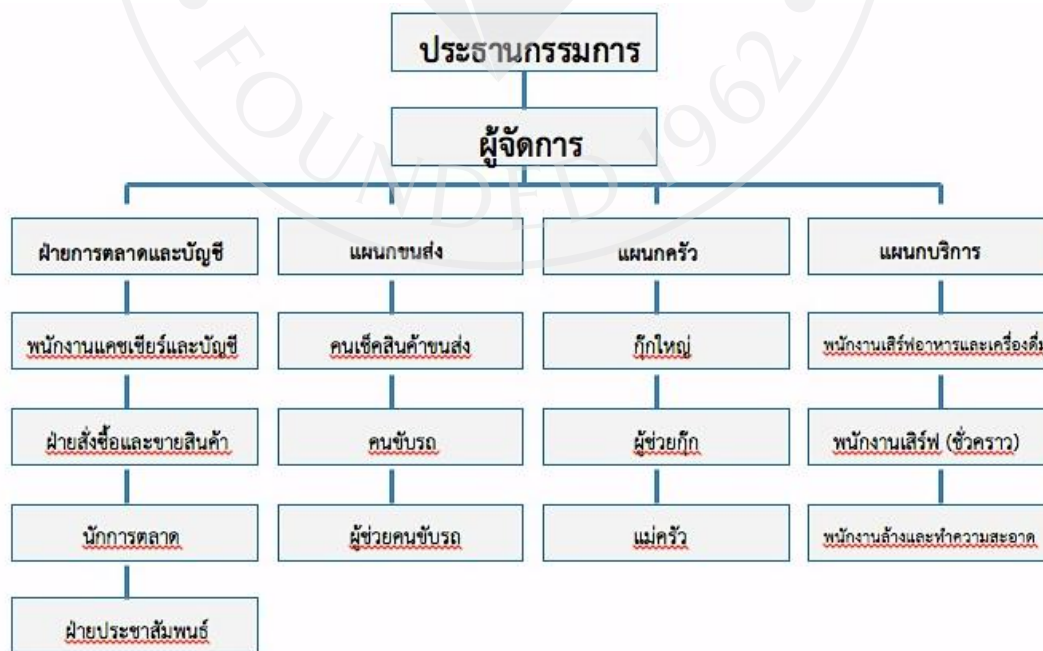 ประธานกรรมการ
ผู้จัดการ
ฝ่ายการตลาดและบัญชี
แผนกขนส่ง
แผนกครัว
แผนกบริการ
พนักงานแคชเชียร์และบัญชี
คนเช็คสินค้าขนส่ง
กุ๊กใหญ่
พนักงานเสิร์ฟอาหารและเครื่องดื่ม
ฝ่ายสั่งซื้อและขายสินค้า
คนขับรถ
ผู้ช่วยกุ๊ก
พนักงานเสิร์ฟ (ชั่วคราว)
นักการตลาด
ผู้ช่วยคนขับรถ
แม่ครัว
พนักงานล้างและทำความสะอาด
ฝ่ายประชาสัมพันธ์
FOUNDED 1962